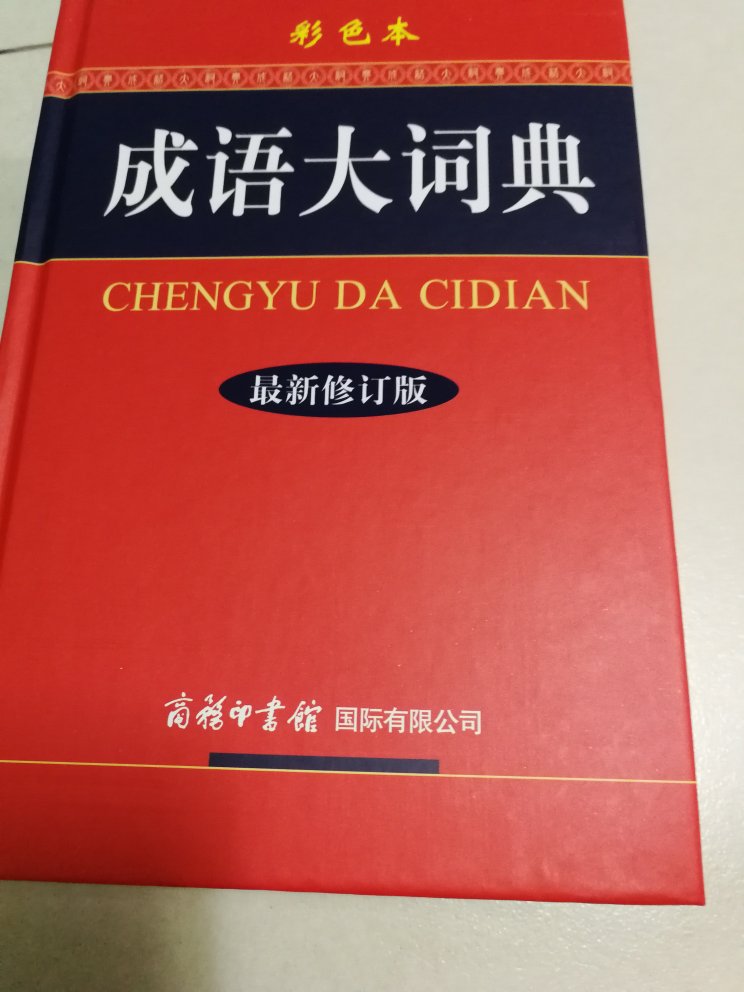 彩色本
成语大词典
CHENGYU DA CIDIAN
最新修订版
商務印書館 国际有限公司